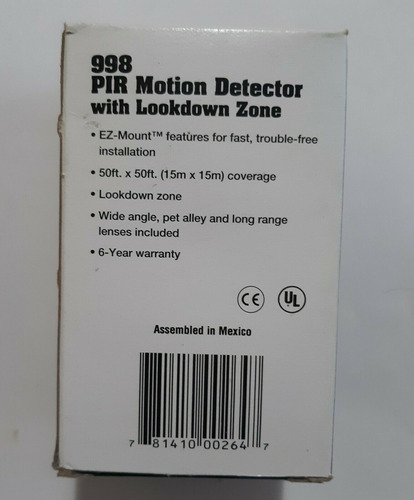 998
PIR Motion Detector
with Lookdown Zone
• EZ-Mount™ features for fast, trouble-free
installation
• 50ft. x 50ft. (15m x 15m) coverage
• Lookdown zone
• Wide angle, pet alley and long range
lenses included
• 6-Year warranty
CE UL
Assembled in Mexico
7 81410 00264 7